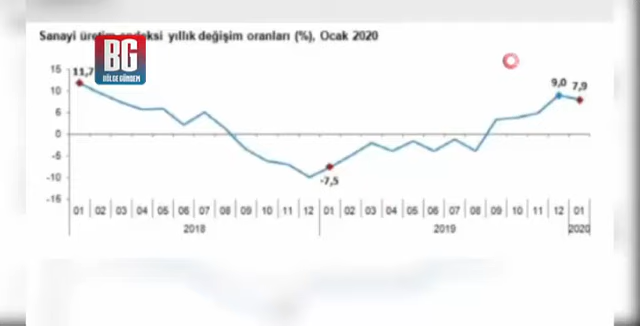 Sanayi üretim endeksi yıllık değişim oranları (%), Ocak 2020
BG
BÖLGE GÜNDEM
15
11,7
10
5
0
-5
-10
-15
9,0
7,9
-7,5
01 02 03 04 05 06 07 08 09 10 11 12 01 02 03 04 05 06 07 08 09 10 11 12 01
2018 2019 2020